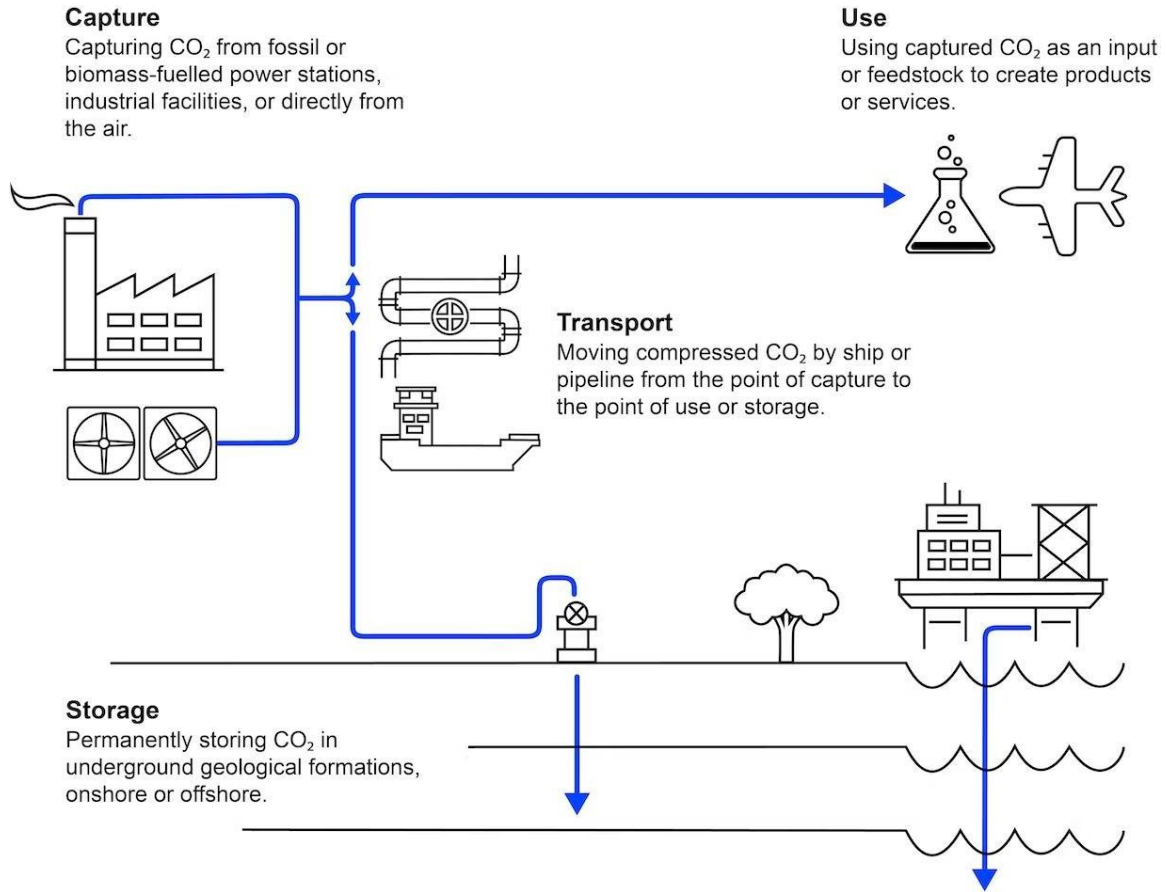 Capture
Capturing CO₂ from fossil or
biomass-fuelled power stations,
industrial facilities, or directly from
the air.
Use
Using captured CO₂ as an input
or feedstock to create products
or services.
Transport
Moving compressed CO₂ by ship or
pipeline from the point of capture to
the point of use or storage.
Storage
Permanently storing CO₂ in
underground geological formations,
onshore or offshore.